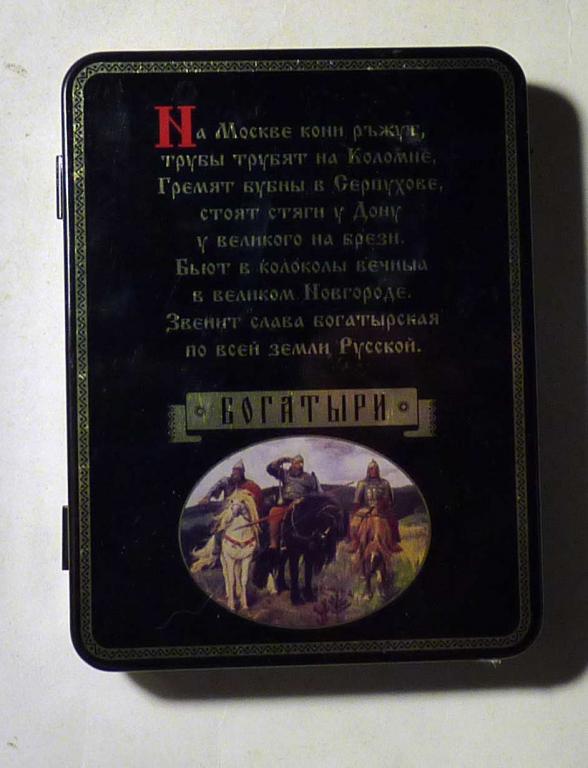 На Москве кони ръжут,
трубы трубят на Коломне,
Гремят бубны в Серпухове,
стоят стяги у Дону
у великого на брези.
Бьют в колоколы вечныа
в великом Новгороде.
Звенит слава богатырская
по всей земли Русской.
БОГАТЫРИ